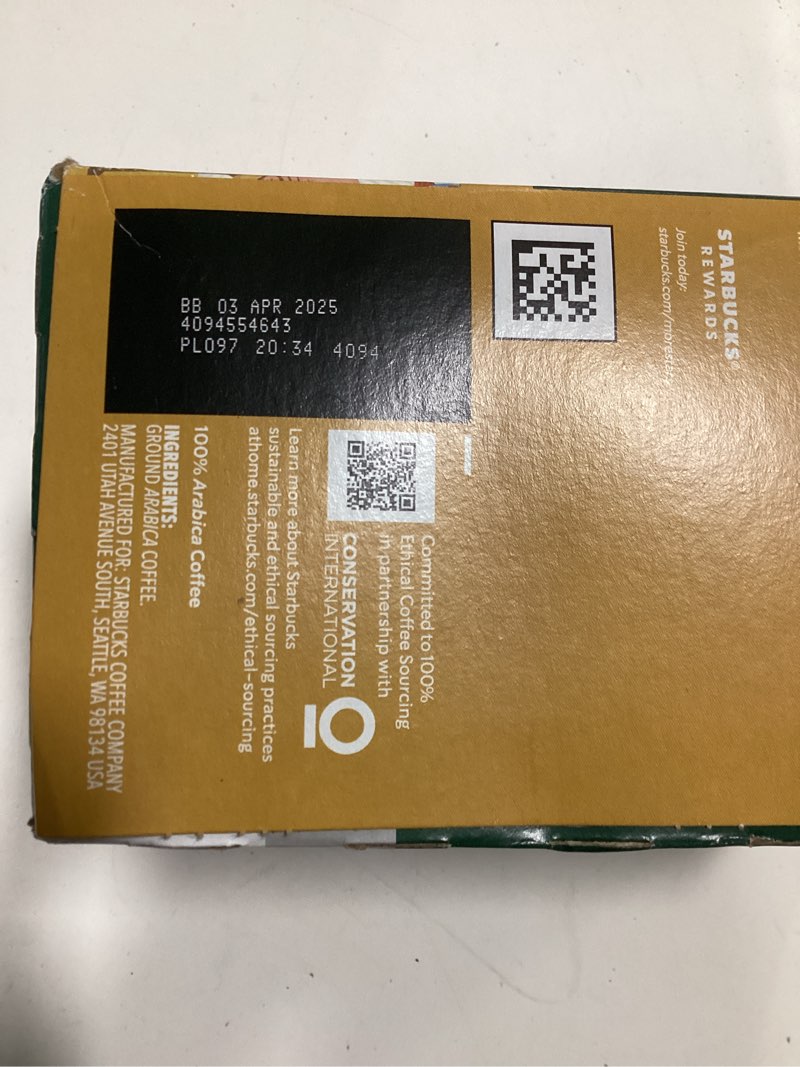 BB 03 APR 2025
4094554643
PL097 20:34 4094
STARBUCKS
REWARDS
Join today:
Committed to 100%
Ethical Coffee Sourcing
in partnership with
CONSERVATION
INTERNATIONAL
Learn more about Starbucks
sustainable and ethical sourcing practices
athome.starbucks.com/ethical-sourcing
100% Arabica Coffee
INGREDIENTS:
GROUND ARABICA COFFEE.
MANUFACTURED FOR: STARBUCKS COFFEE COMPANY
2401 UTAH AVENUE SOUTH, SEATTLE, WA 98134 USA